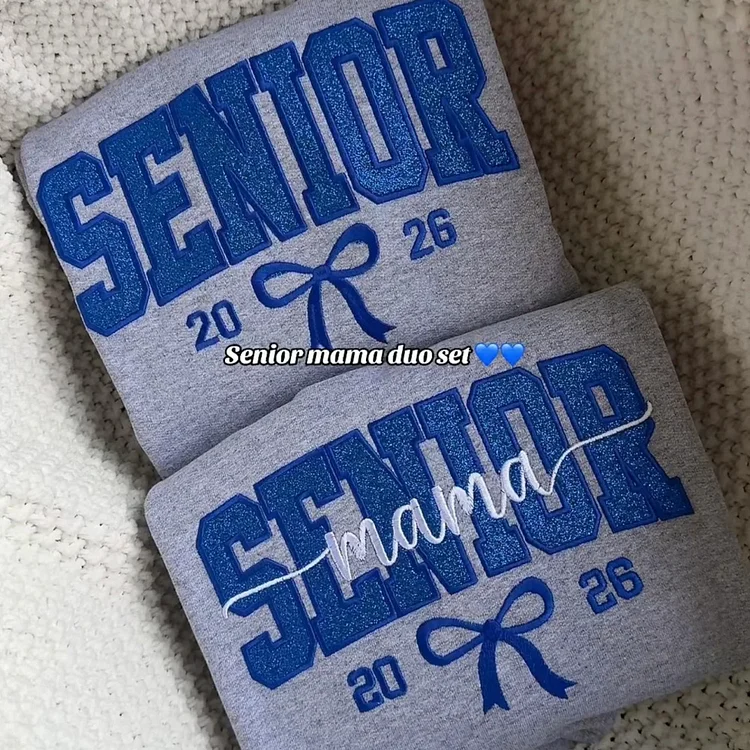 SENIOR
20 26
Senior mama duo set 💙💙
SENIOR
mama
20 26